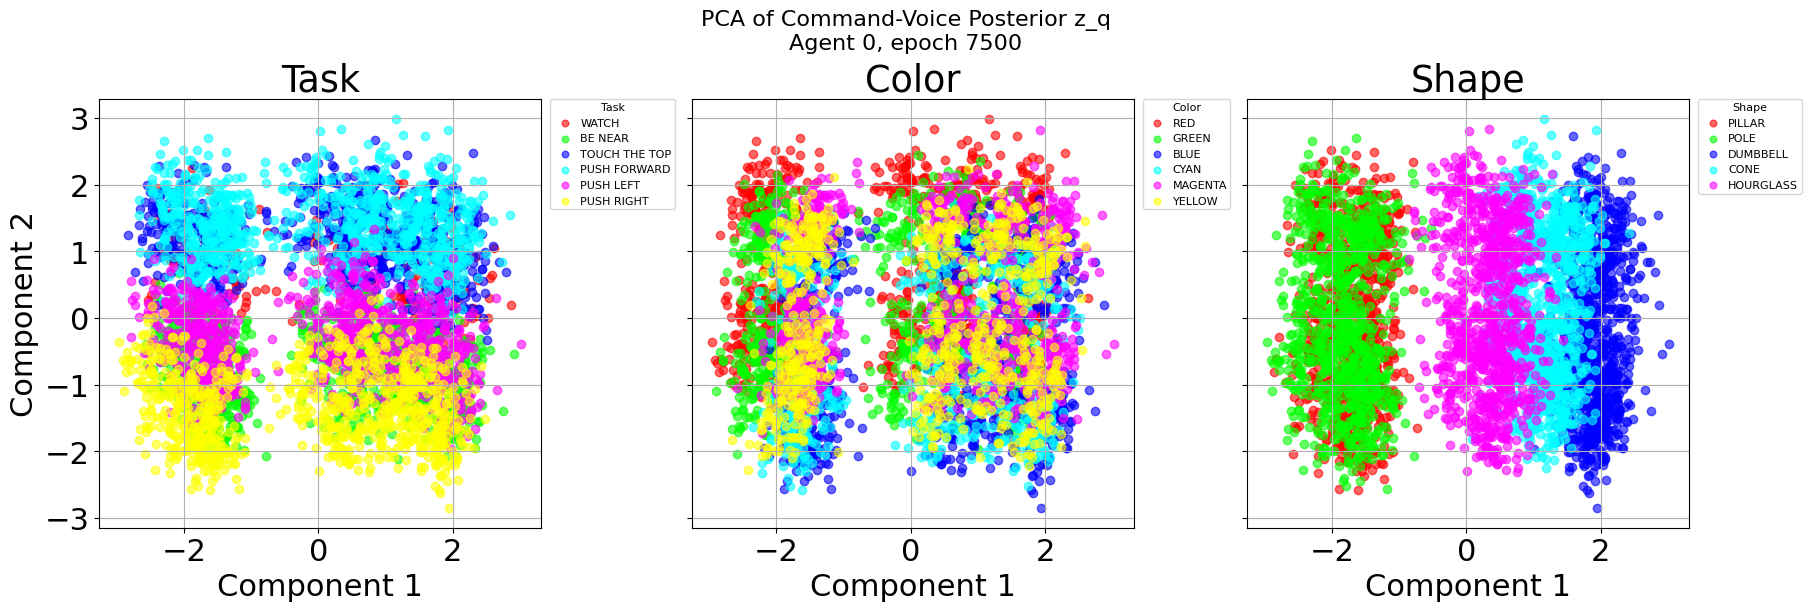 PCA of Command-Voice Posterior z_q
Agent 0, epoch 7500
Task
Color
Shape
Task
WATCH
BE NEAR
TOUCH THE TOP
PUSH FORWARD
PUSH LEFT
PUSH RIGHT
Color
RED
GREEN
BLUE
CYAN
MAGENTA
YELLOW
Shape
PILLAR
POLE
DUMBBELL
CONE
HOURGLASS
Component 2
3
2
1
0
−1
−2
−3
−2 0 2
−2 0 2
−2 0 2
Component 1
Component 1
Component 1